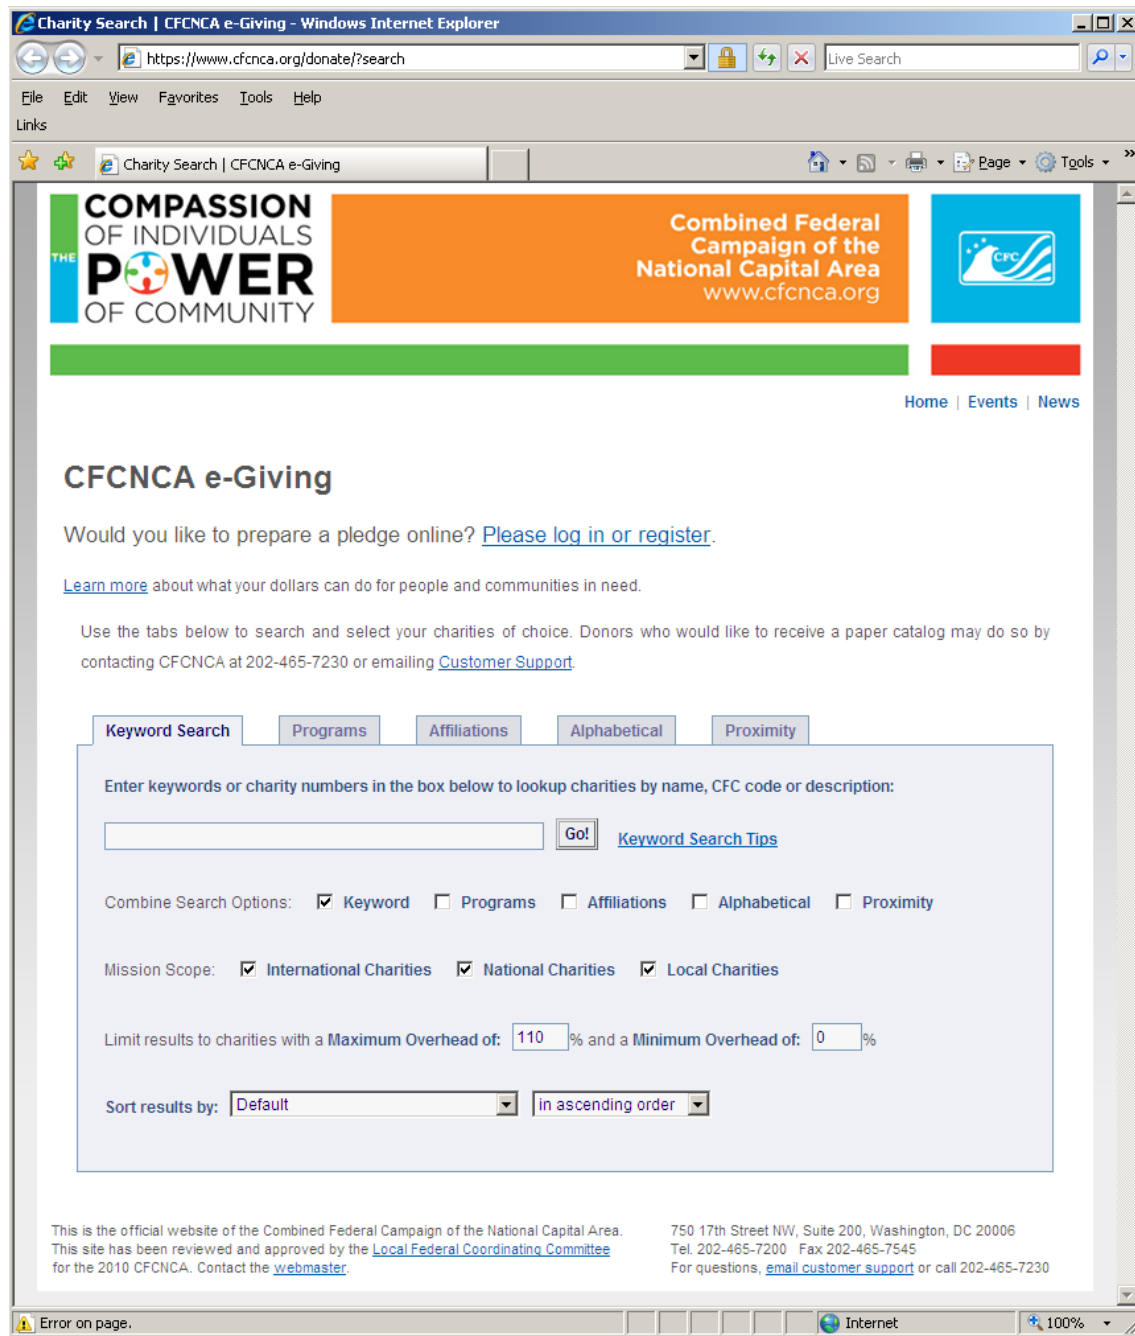 Charity Search | CFCNCA e-Giving - Windows Internet Explorer
https://www.cfcnca.org/donate/?search
Live Search
File Edit View Favorites Tools Help
Links
Charity Search | CFCNCA e-Giving
Page Tools »
THE
COMPASSION
OF INDIVIDUALS
POWER
OF COMMUNITY
Combined Federal
Campaign of the
National Capital Area
www.cfcnca.org
CFC
Home | Events | News
CFCNCA e-Giving
Would you like to prepare a pledge online? Please log in or register.
Learn more about what your dollars can do for people and communities in need.
Use the tabs below to search and select your charities of choice. Donors who would like to receive a paper catalog may do so by
contacting CFCNCA at 202-465-7230 or emailing Customer Support.
Keyword Search Programs Affiliations Alphabetical Proximity
Enter keywords or charity numbers in the box below to lookup charities by name, CFC code or description:
Go! Keyword Search Tips
Combine Search Options: Keyword Programs Affiliations Alphabetical Proximity
Mission Scope: International Charities National Charities Local Charities
Limit results to charities with a Maximum Overhead of: 110 % and a Minimum Overhead of: 0 %
Sort results by: Default in ascending order
This is the official website of the Combined Federal Campaign of the National Capital Area.
This site has been reviewed and approved by the Local Federal Coordinating Committee
for the 2010 CFCNCA. Contact the webmaster.
750 17th Street NW, Suite 200, Washington, DC 20006
Tel. 202-465-7200 Fax 202-465-7545
For questions, email customer support or call 202-465-7230
Error on page. Internet 100%